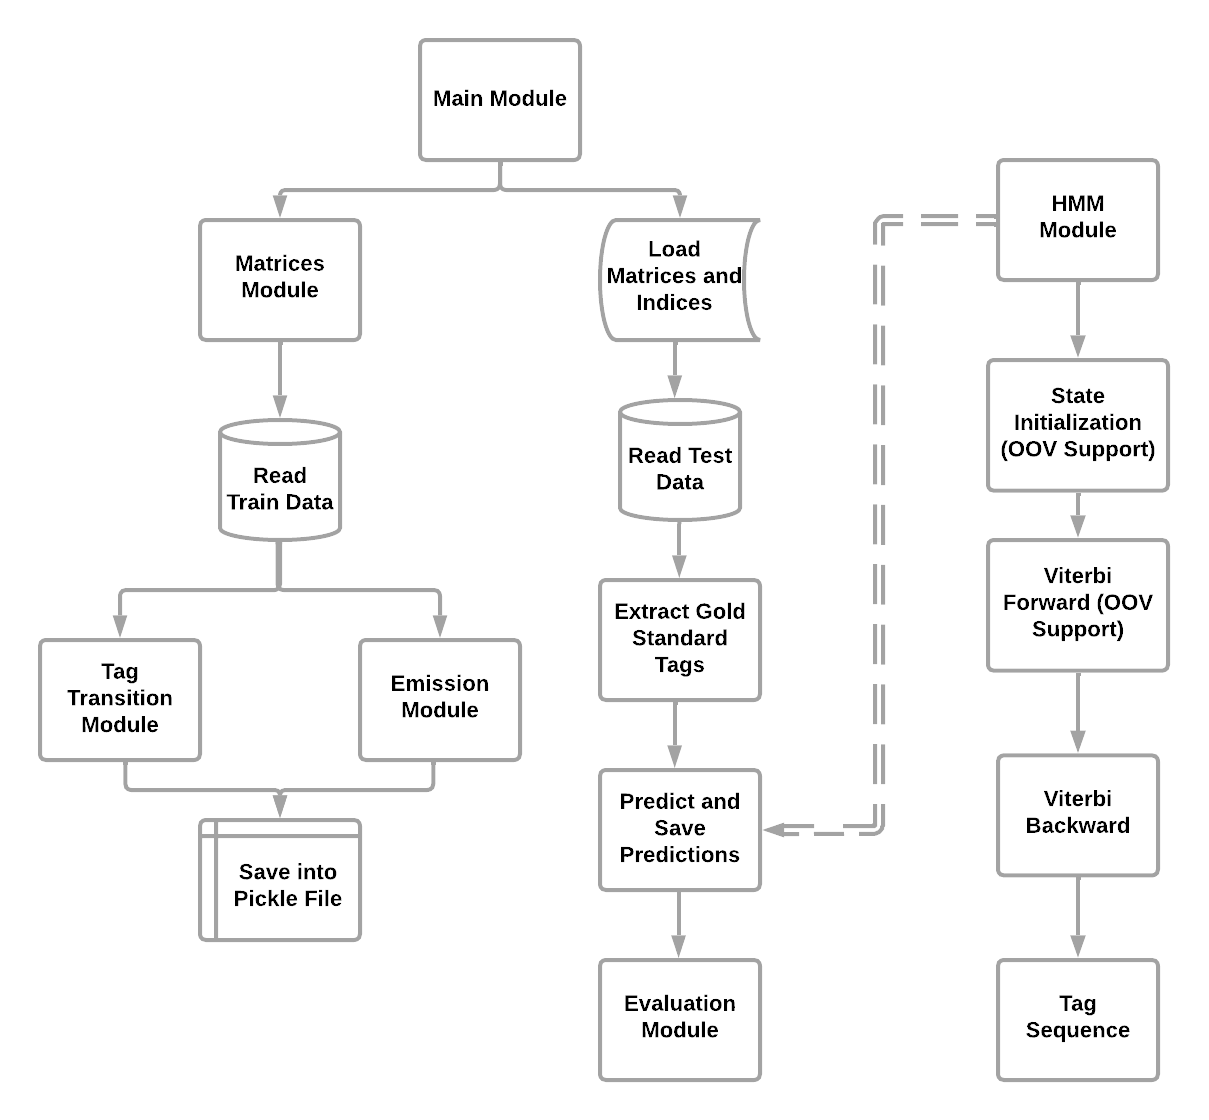 Main Module
Matrices
Module
Load
Matrices and
Indices
HMM
Module
Read
Train Data
Read Test
Data
State
Initialization
(OOV Support)
Tag
Transition
Module
Emission
Module
Extract Gold
Standard
Tags
Viterbi
Forward (OOV
Support)
Save into
Pickle File
Predict and
Save
Predictions
Viterbi
Backward
Evaluation
Module
Tag
Sequence